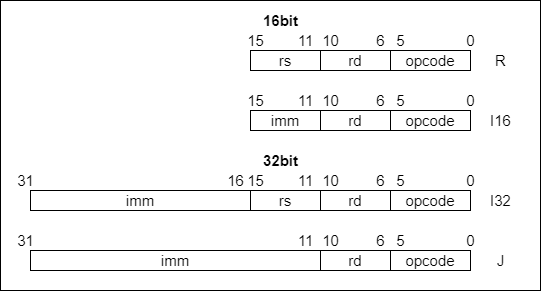 16bit
15 11 10 6 5 0
rs rd opcode R
15 11 10 6 5 0
imm rd opcode I16
32bit
31 16 15 11 10 6 5 0
imm rs rd opcode I32
31 11 10 6 5 0
imm rd opcode J